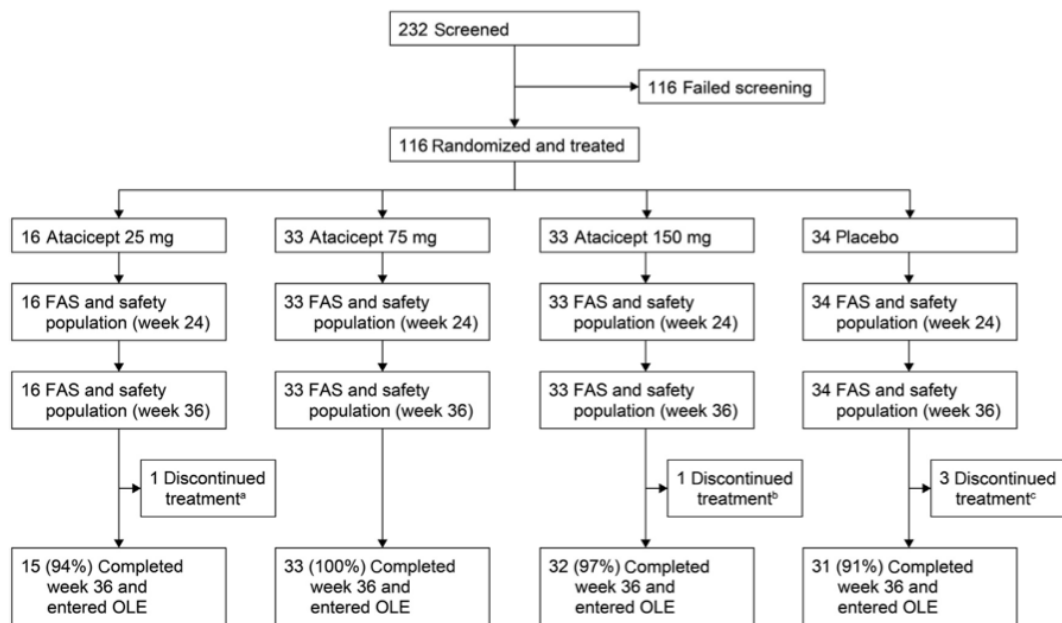 232 Screened
116 Failed screening
116 Randomized and treated
16 Atacicept 25 mg
33 Atacicept 75 mg
33 Atacicept 150 mg
34 Placebo
16 FAS and safety
population (week 24)
33 FAS and safety
population (week 24)
33 FAS and safety
population (week 24)
34 FAS and safety
population (week 24)
16 FAS and safety
population (week 36)
33 FAS and safety
population (week 36)
33 FAS and safety
population (week 36)
34 FAS and safety
population (week 36)
1 Discontinued
treatmentᵃ
1 Discontinued
treatmentᵇ
3 Discontinued
treatmentᶜ
15 (94%) Completed
week 36 and
entered OLE
33 (100%) Completed
week 36 and
entered OLE
32 (97%) Completed
week 36 and
entered OLE
31 (91%) Completed
week 36 and
entered OLE